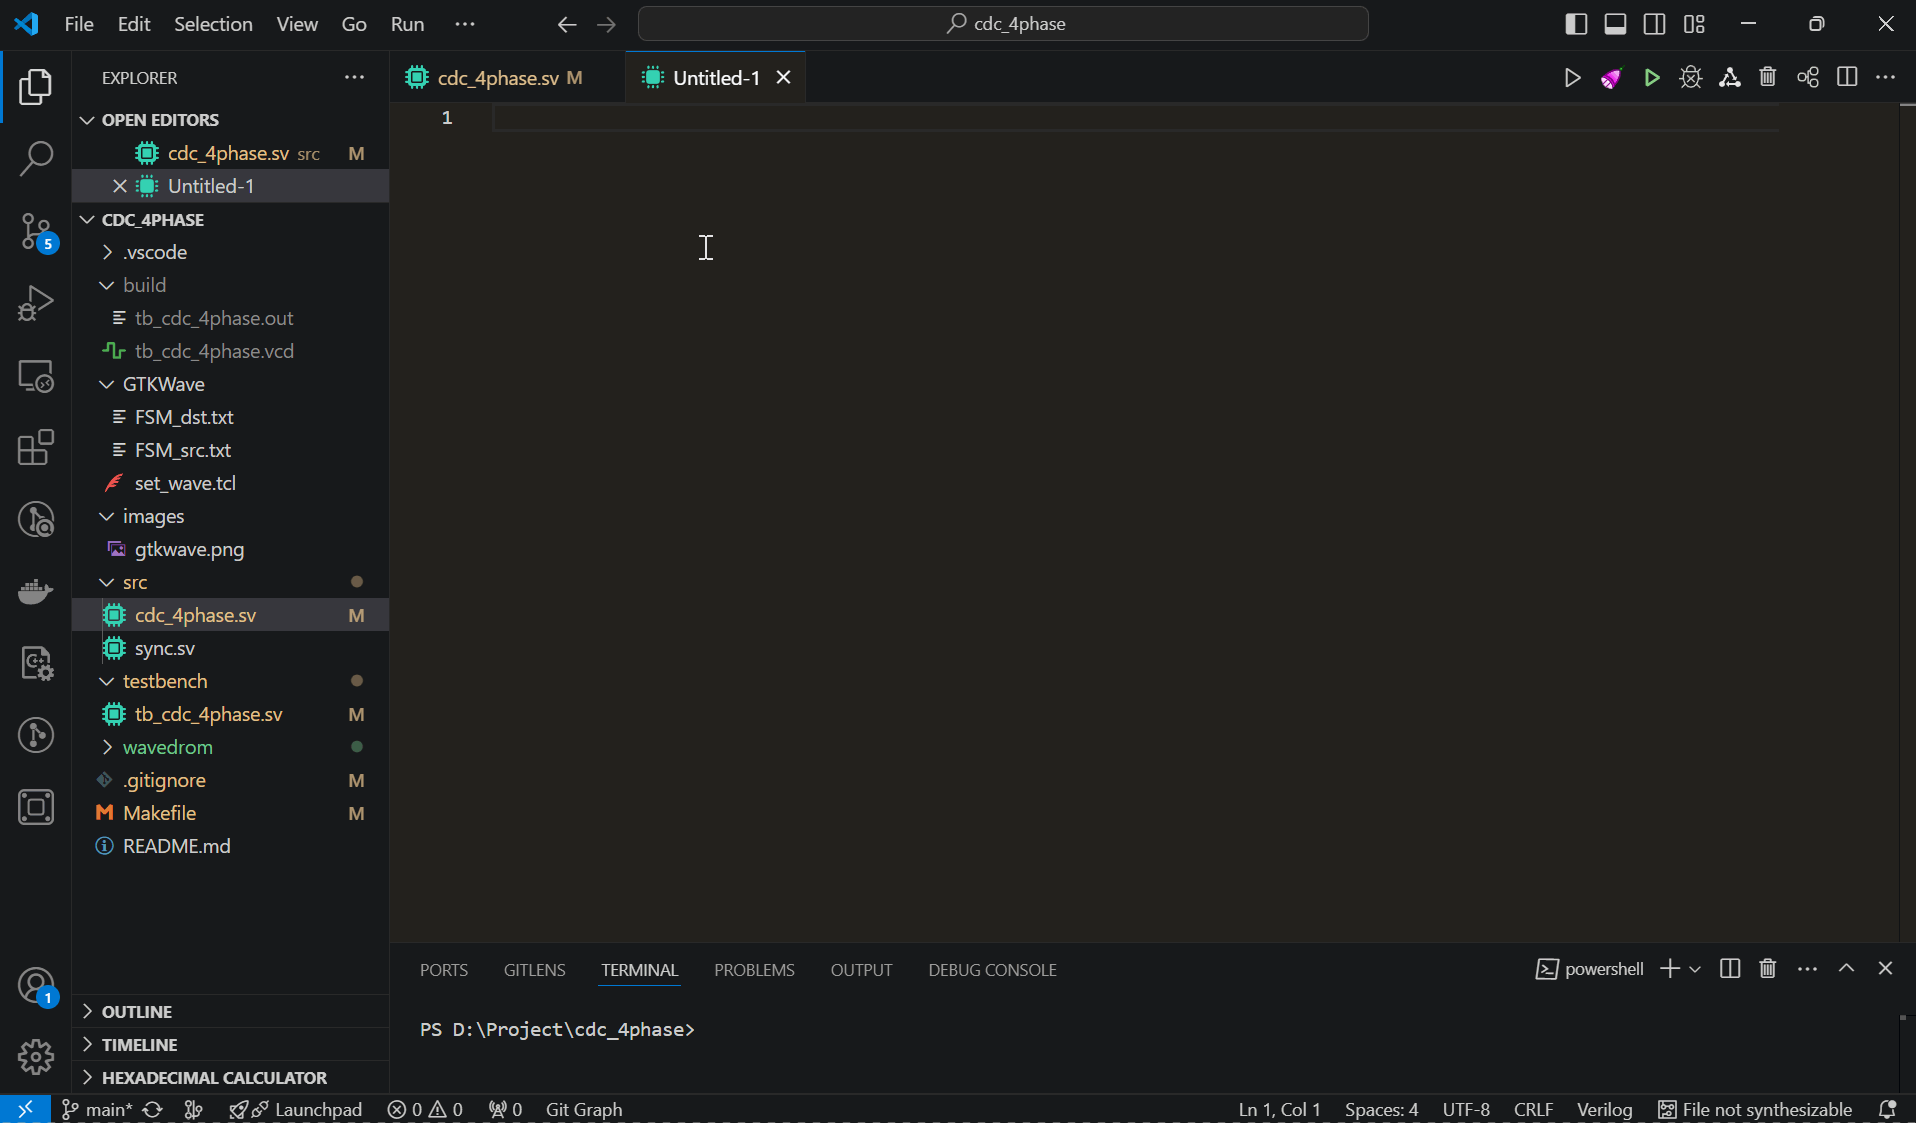 File Edit Selection View Go Run cdc_4phase
EXPLORER
cdc_4phase.sv M Untitled-1
OPEN EDITORS
cdc_4phase.sv src M
Untitled-1
CDC_4PHASE
.vscode
build
tb_cdc_4phase.out
tb_cdc_4phase.vcd
GTKWave
FSM_dst.txt
FSM_src.txt
set_wave.tcl
images
gtkwave.png
src
cdc_4phase.sv M
sync.sv
testbench
tb_cdc_4phase.sv M
wavedrom
.gitignore M
Makefile M
README.md
OUTLINE
TIMELINE
HEXADECIMAL CALCULATOR
5
1
1
PORTS GITLENS TERMINAL PROBLEMS OUTPUT DEBUG CONSOLE powershell
PS D:\Project\cdc_4phase>
main* Launchpad 0 0 0 Git Graph Ln 1, Col 1 Spaces: 4 UTF-8 CRLF Verilog File not synthesizable